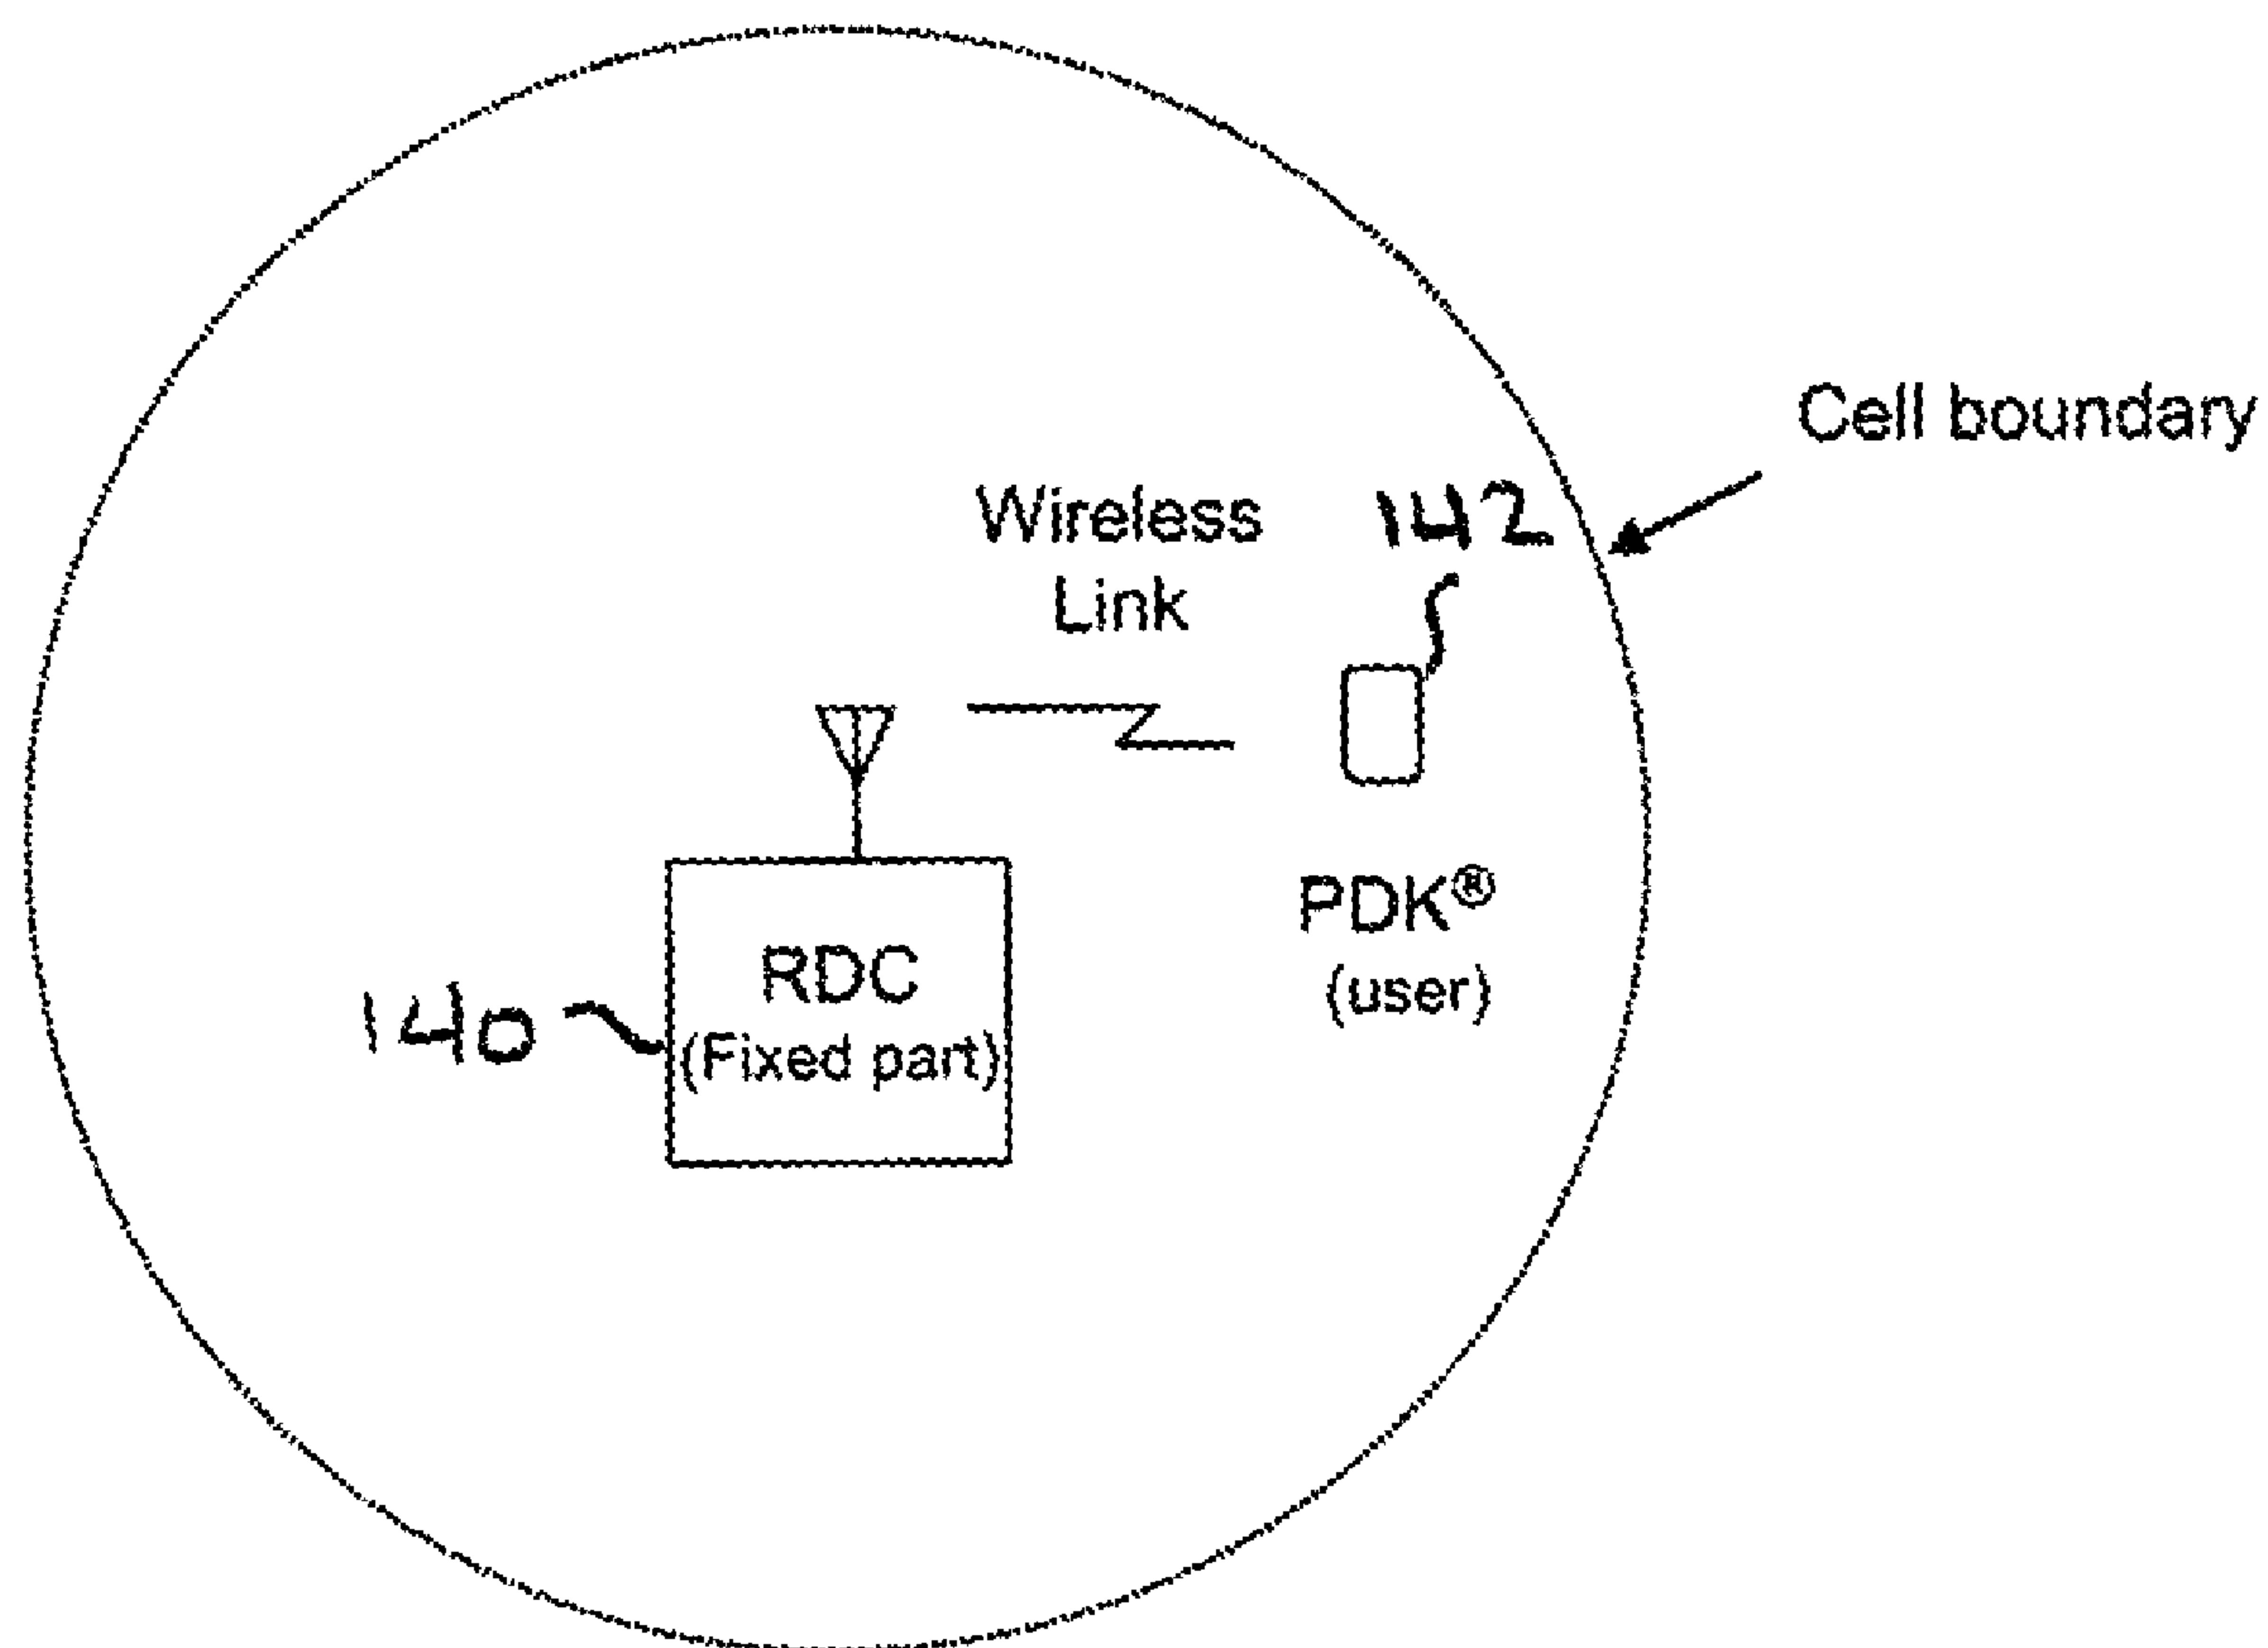 Cell boundary
Wireless
Link
142
PDK®
(user)
RDC
(Fixed part)
140